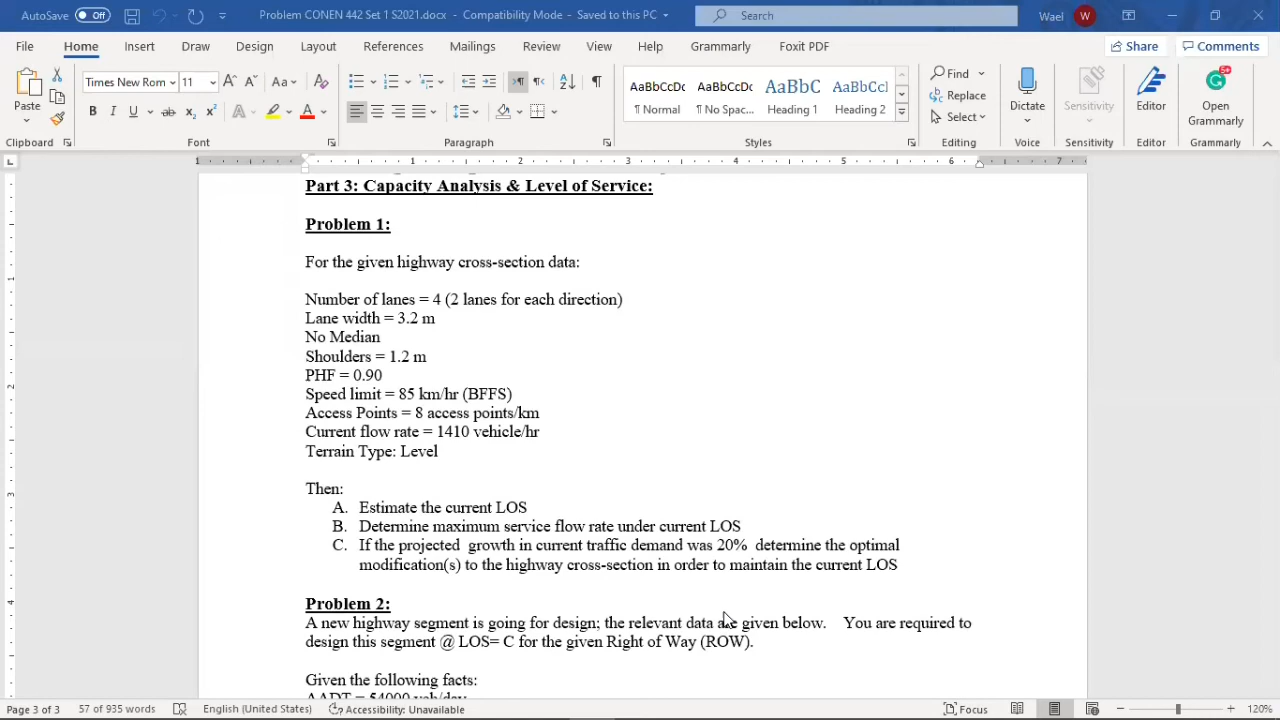 AutoSave Off Problem CONEN 442 Set 1 S2021.docx - Compatibility Mode - Saved to this PC Search Wael W
File Home Insert Draw Design Layout References Mailings Review View Help Grammarly Foxit PDF Share Comments
Paste Times New Rom 11 Aa
AaBbCcDc AaBbCcDc AaBbC AaBbCcl
¶ Normal ¶ No Spac... Heading 1 Heading 2
Find Replace Select
Dictate Sensitivity Editor Open Grammarly
Clipboard Font Paragraph Styles Editing Voice Sensitivity Editor Grammarly
1 1 2 3 4 5 6 7
Part 3: Capacity Analysis & Level of Service:
Problem 1:
For the given highway cross-section data:
Number of lanes = 4 (2 lanes for each direction)
Lane width = 3.2 m
No Median
Shoulders = 1.2 m
PHF = 0.90
Speed limit = 85 km/hr (BFFS)
Access Points = 8 access points/km
Current flow rate = 1410 vehicle/hr
Terrain Type: Level
Then:
A. Estimate the current LOS
B. Determine maximum service flow rate under current LOS
C. If the projected growth in current traffic demand was 20% determine the optimal
modification(s) to the highway cross-section in order to maintain the current LOS
Problem 2:
A new highway segment is going for design; the relevant data are given below. You are required to
design this segment @ LOS= C for the given Right of Way (ROW).
Given the following facts:
AADT = 54000 veh/day
Page 3 of 3 57 of 935 words English (United States) Accessibility: Unavailable Focus 120%